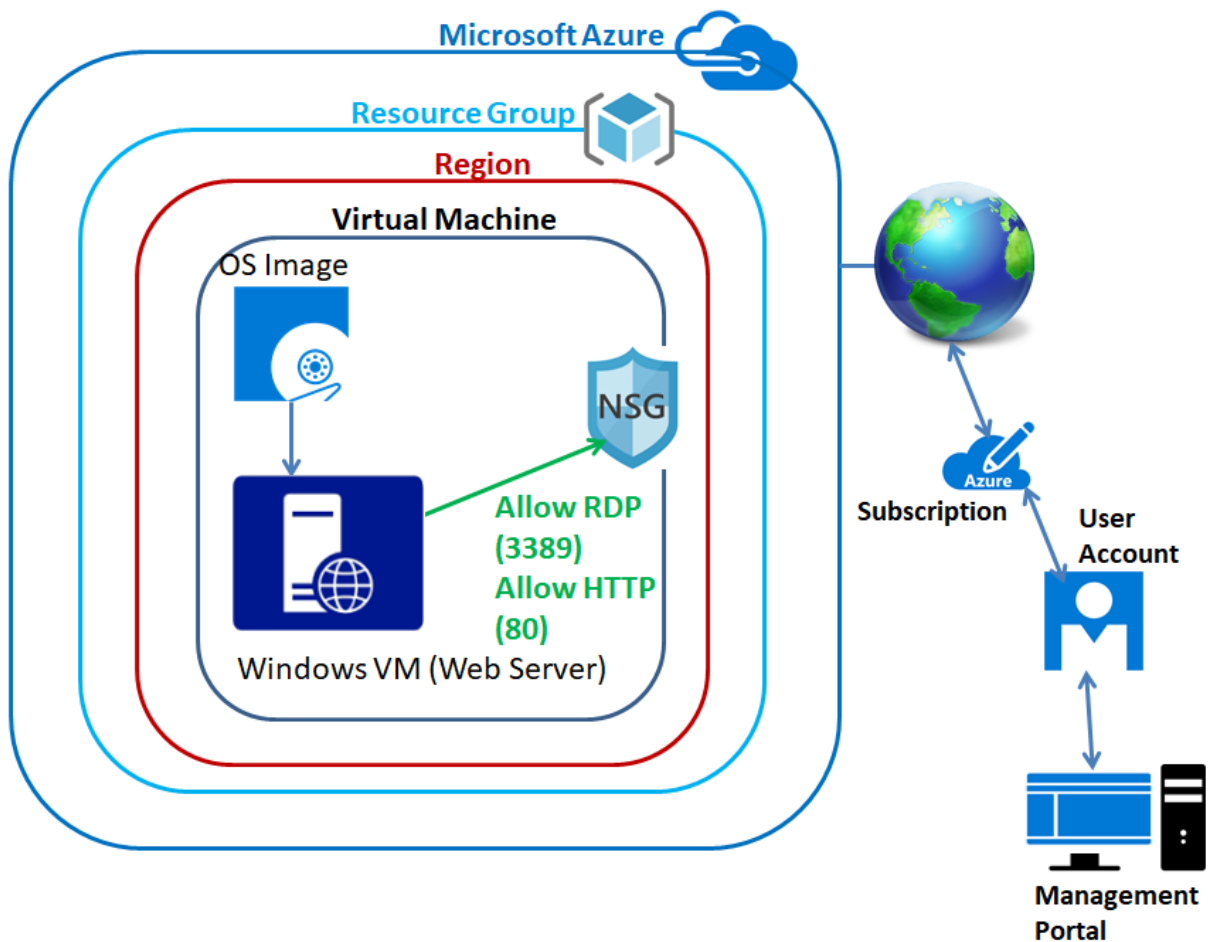 Microsoft Azure
Resource Group
Region
Virtual Machine
OS Image
NSG
Allow RDP
(3389)
Allow HTTP
(80)
Windows VM (Web Server)
Azure
Subscription
User
Account
Management
Portal